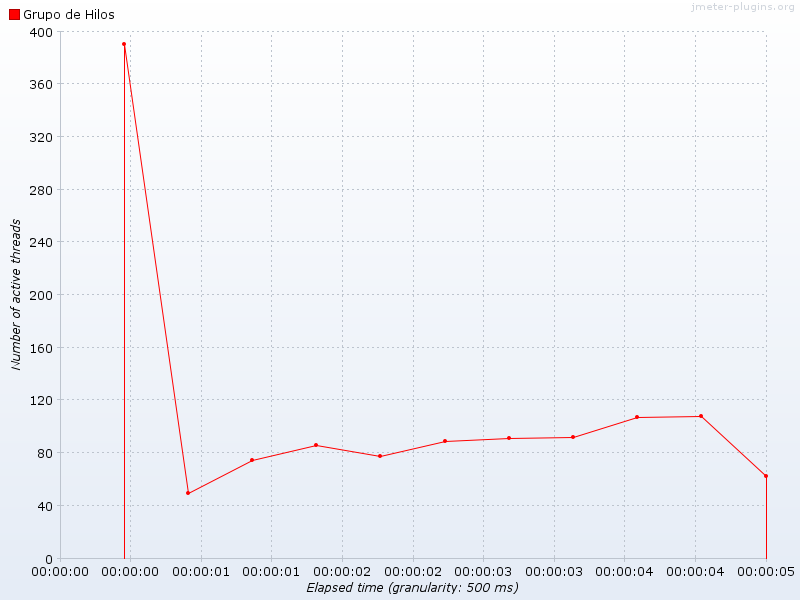 jmeter-plugins.org
Grupo de Hilos
400
360
320
280
240
200
160
120
80
40
0
Number of active threads
00:00:00 00:00:00 00:00:01 00:00:01 00:00:02 00:00:02 00:00:03 00:00:03 00:00:04 00:00:04 00:00:05
Elapsed time (granularity: 500 ms)